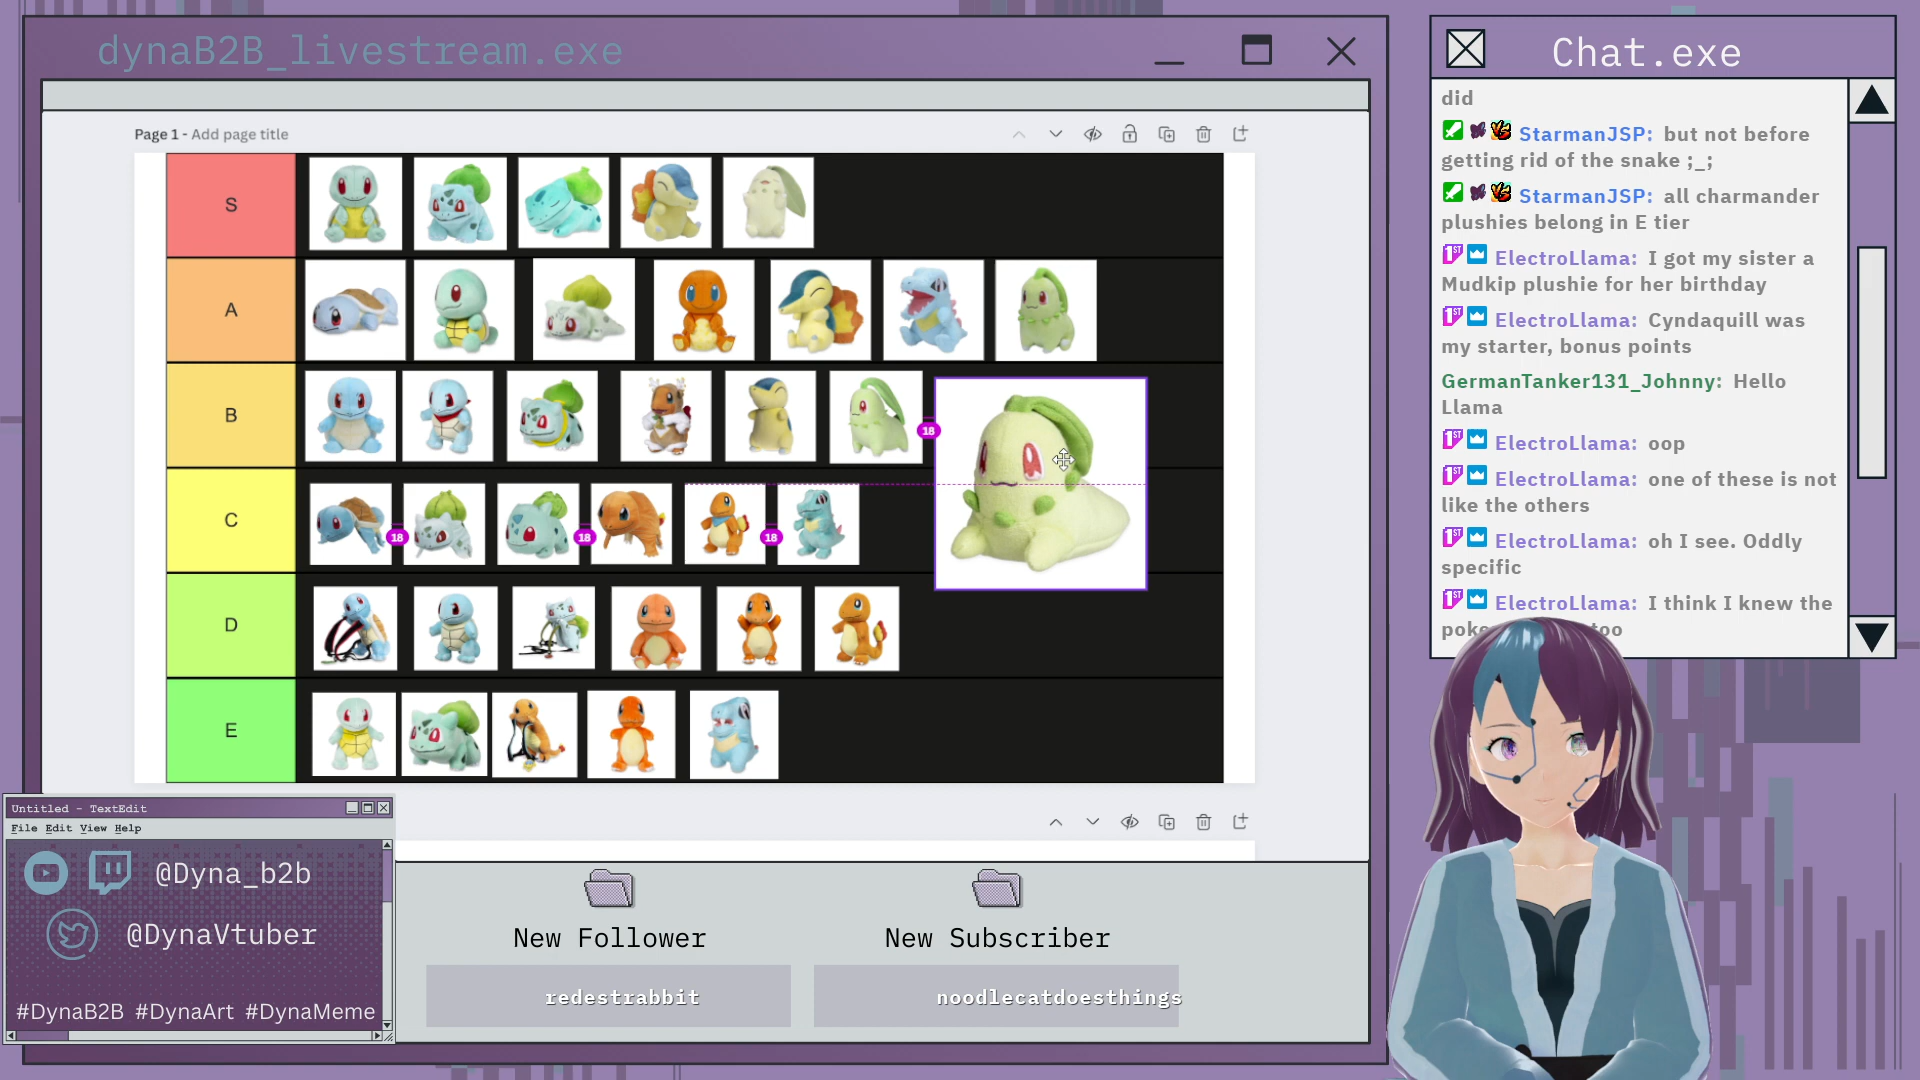 dynaB2B_livestream.exe
Page 1 - Add page title
S
A
B
C
D
E
18
18
18
18
Chat.exe
did
StarmanJSP: but not before
getting rid of the snake ;_;
StarmanJSP: all charmander
plushies belong in E tier
ElectroLlama: I got my sister a
Mudkip plushie for her birthday
ElectroLlama: Cyndaquill was
my starter, bonus points
GermanTanker131_Johnny: Hello
Llama
ElectroLlama: oop
ElectroLlama: one of these is not
like the others
ElectroLlama: oh I see. Oddly
specific
ElectroLlama: I think I knew the
too
Untitled - TextEdit
File Edit View Help
@Dyna_b2b
@DynaVtuber
#DynaB2B #DynaArt #DynaMeme
New Follower
redestrabbit
New Subscriber
noodlecatdoesthings